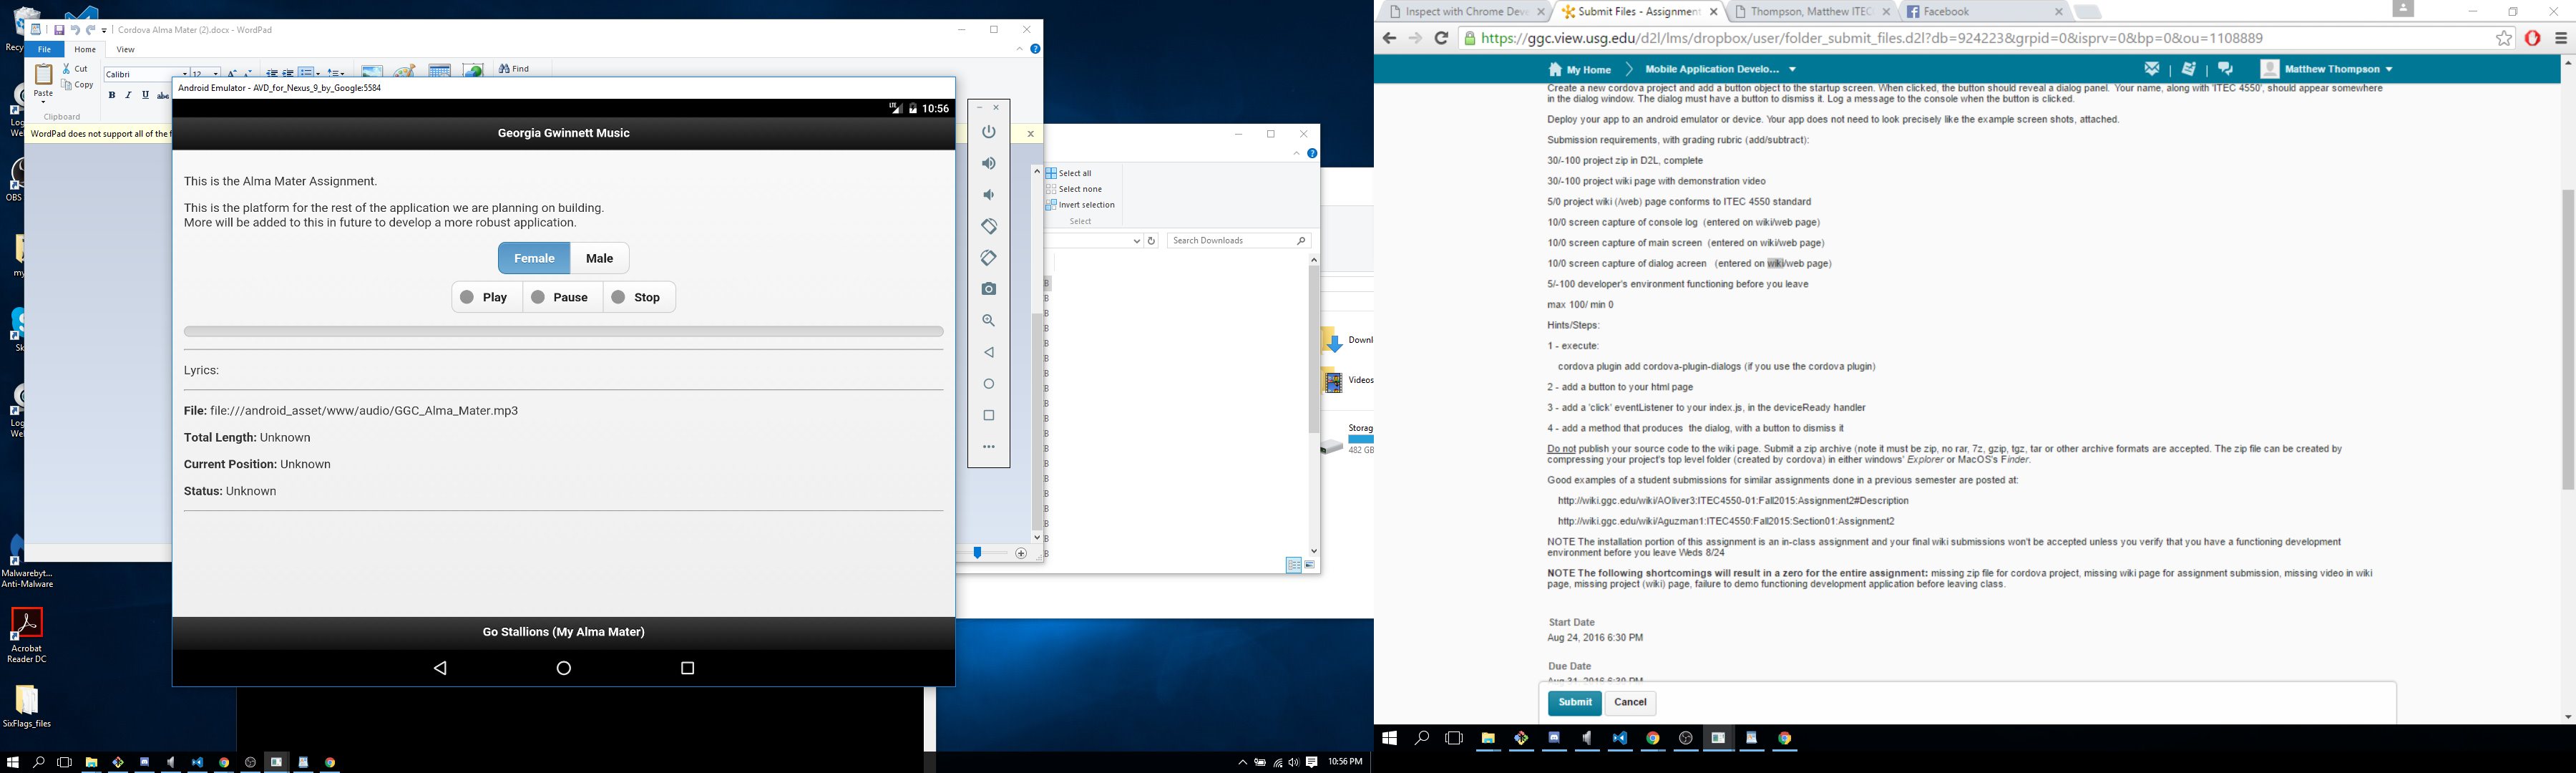 Cordova Alma Mater (2).docx - WordPad
File Home View
Paste
Cut
Copy
Clipboard
Calibri 12
Find
WordPad does not support all of the f
Android Emulator - AVD_for_Nexus_9_by_Google:5584
LTE 10:56
Georgia Gwinnett Music
This is the Alma Mater Assignment.
This is the platform for the rest of the application we are planning on building.
More will be added to this in future to develop a more robust application.
Female Male
Play Pause Stop
Lyrics:
File: file:///android_asset/www/audio/GGC_Alma_Mater.mp3
Total Length: Unknown
Current Position: Unknown
Status: Unknown
Go Stallions (My Alma Mater)
Select all
Select none
Invert selection
Select
Search Downloads
Downl
Videos
Storag
482 GB
Recy
Log
We
OBS
my
Sk
Log
We
Malwarebyt...
Anti-Malware
Acrobat
Reader DC
SixFlags_files
10:56 PM
Inspect with Chrome Deve
Submit Files - Assignment
Thompson, Matthew ITEC
Facebook
https://ggc.view.usg.edu/d2l/lms/dropbox/user/folder_submit_files.d2l?db=924223&grpid=0&isprv=0&bp=0&ou=1108889
My Home Mobile Application Develo... Matthew Thompson
Create a new cordova project and add a button object to the startup screen. When clicked, the button should reveal a dialog panel. Your name, along with 'ITEC 4550', should appear somewhere
in the dialog window. The dialog must have a button to dismiss it. Log a message to the console when the button is clicked.
Deploy your app to an android emulator or device. Your app does not need to look precisely like the example screen shots, attached.
Submission requirements, with grading rubric (add/subtract):
30/-100 project zip in D2L, complete
30/-100 project wiki page with demonstration video
5/0 project wiki (/web) page conforms to ITEC 4550 standard
10/0 screen capture of console log (entered on wiki/web page)
10/0 screen capture of main screen (entered on wiki/web page)
10/0 screen capture of dialog acreen (entered on wiki/web page)
5/-100 developer's environment functioning before you leave
max 100/ min 0
Hints/Steps:
1 - execute:
cordova plugin add cordova-plugin-dialogs (if you use the cordova plugin)
2 - add a button to your html page
3 - add a 'click' eventListener to your index.js, in the deviceReady handler
4 - add a method that produces the dialog, with a button to dismiss it
Do not publish your source code to the wiki page. Submit a zip archive (note it must be zip, no rar, 7z, gzip, tgz, tar or other archive formats are accepted. The zip file can be created by
compressing your project's top level folder (created by cordova) in either windows' Explorer or MacOS's Finder.
Good examples of a student submissions for similar assignments done in a previous semester are posted at:
http://wiki.ggc.edu/wiki/AOliver3:ITEC4550-01:Fall2015:Assignment2#Description
http://wiki.ggc.edu/wiki/Aguzman1:ITEC4550:Fall2015:Section01:Assignment2
NOTE The installation portion of this assignment is an in-class assignment and your final wiki submissions won't be accepted unless you verify that you have a functioning development
environment before you leave Weds 8/24
NOTE The following shortcomings will result in a zero for the entire assignment: missing zip file for cordova project, missing wiki page for assignment submission, missing video in wiki
page, missing project (wiki) page, failure to demo functioning development application before leaving class.
Start Date
Aug 24, 2016 6:30 PM
Due Date
Aug 31, 2016 6:30 PM
Submit Cancel